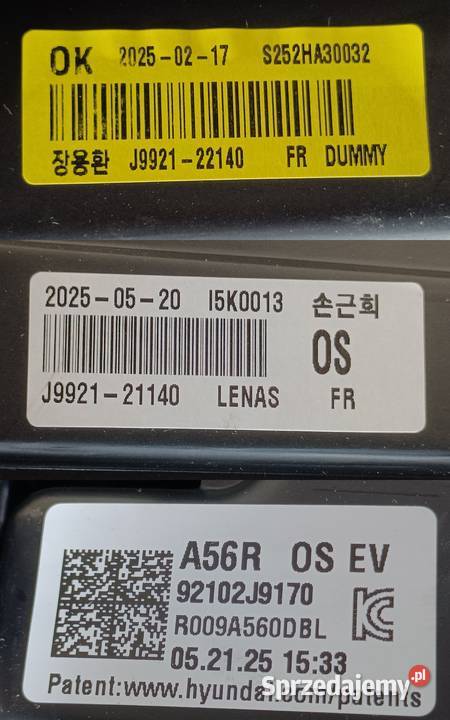 OK 2025-02-17 S252HA30032
장용환 J9921-22140 FR DUMMY
2025-05-20 I5K0013 손근희
OS
J9921-21140 LENAS FR
A56R OS EV
92102J9170
R009A560DBL
05.21.25 15:33
Patent:www.hyundai.com/patents
Sprzedajemy.pl